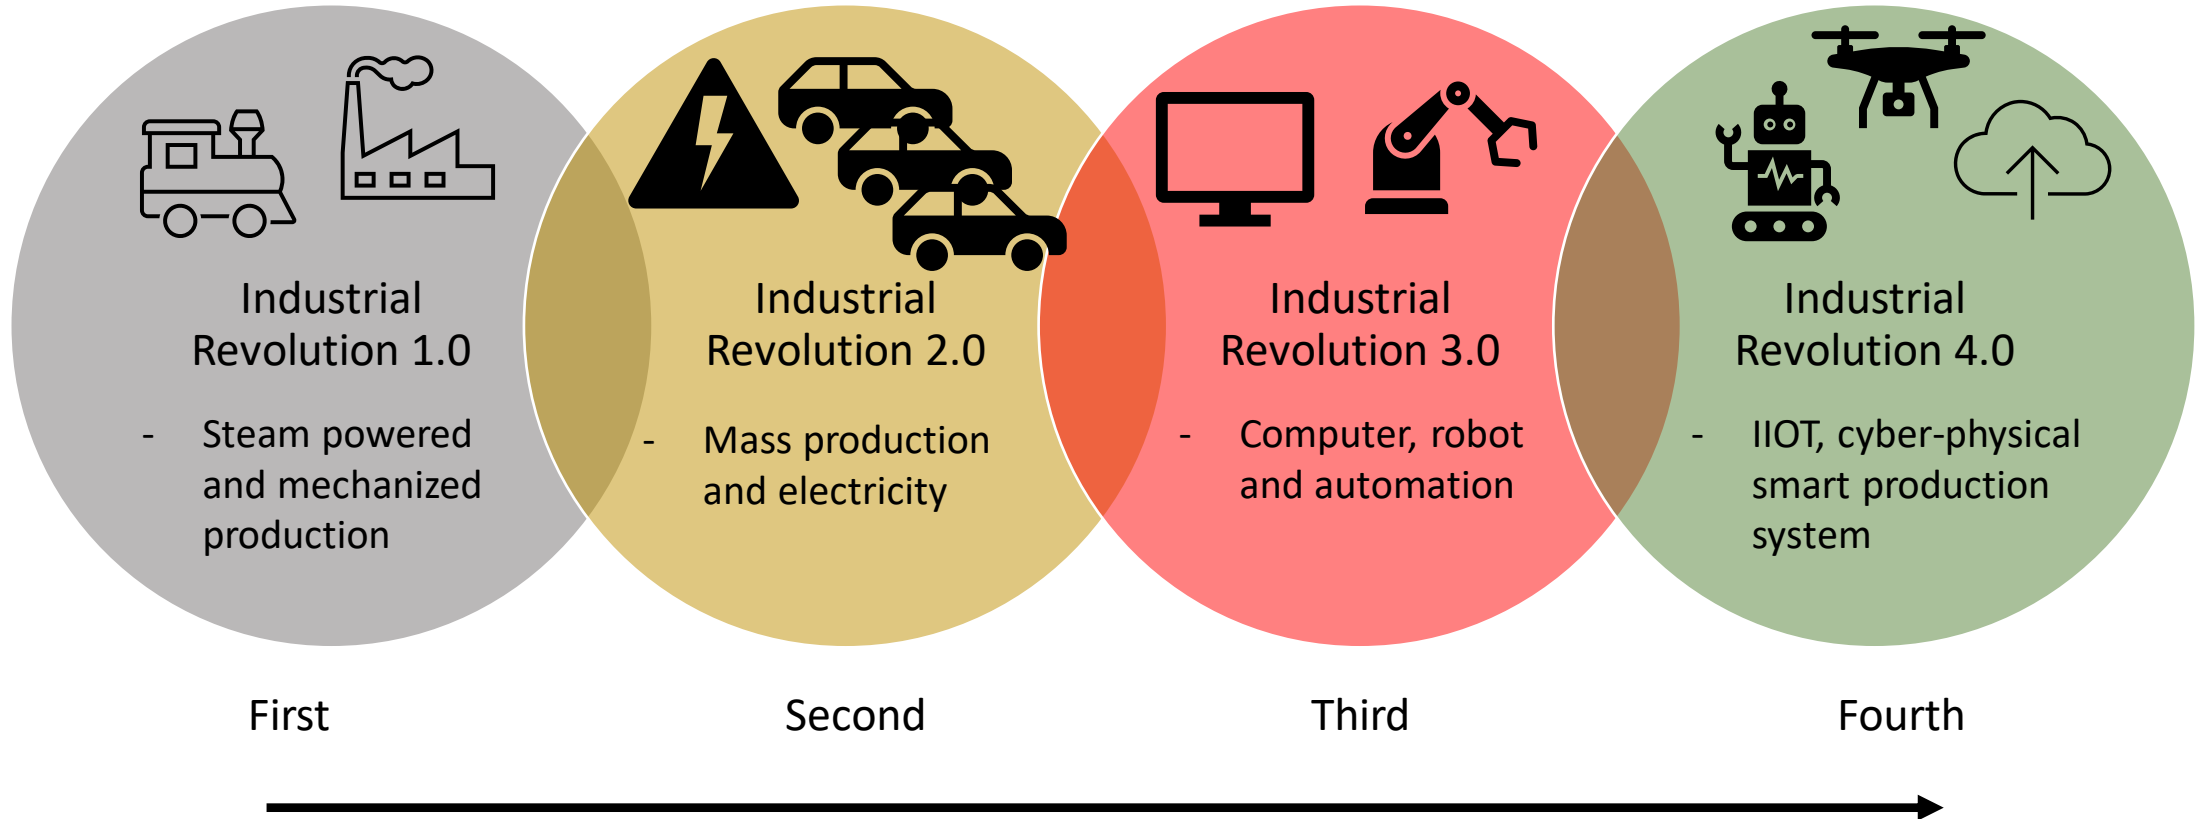 Industrial
Revolution 1.0
- Steam powered
and mechanized
production
Industrial
Revolution 2.0
- Mass production
and electricity
Industrial
Revolution 3.0
- Computer, robot
and automation
Industrial
Revolution 4.0
- IIOT, cyber-physical
smart production
system
First
Second
Third
Fourth